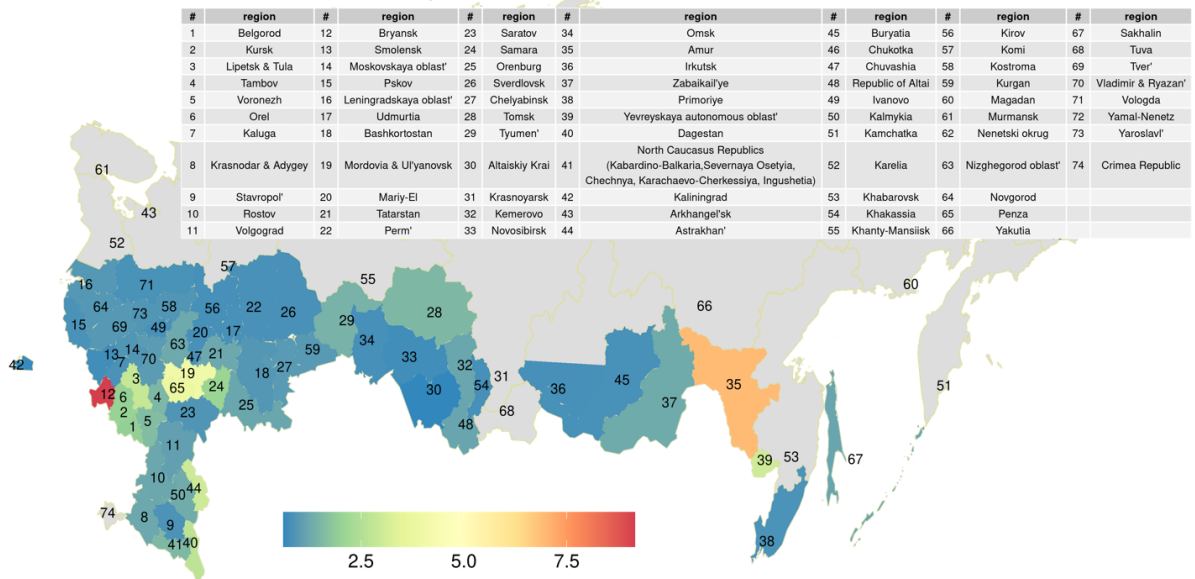 # region # region # region # region # region # region # region
1 Belgorod 12 Bryansk 23 Saratov 34 Omsk 45 Buryatia 56 Kirov 67 Sakhalin
2 Kursk 13 Smolensk 24 Samara 35 Amur 46 Chukotka 57 Komi 68 Tuva
3 Lipetsk & Tula 14 Moskovskaya oblast' 25 Orenburg 36 Irkutsk 47 Chuvashia 58 Kostroma 69 Tver'
4 Tambov 15 Pskov 26 Sverdlovsk 37 Zabaikail'ye 48 Republic of Altai 59 Kurgan 70 Vladimir & Ryazan'
5 Voronezh 16 Leningradskaya oblast' 27 Chelyabinsk 38 Primoriye 49 Ivanovo 60 Magadan 71 Vologda
6 Orel 17 Udmurtia 28 Tomsk 39 Yevreyskaya autonomous oblast' 50 Kalmykia 61 Murmansk 72 Yamal-Nenetz
7 Kaluga 18 Bashkortostan 29 Tyumen' 40 Dagestan 51 Kamchatka 62 Nenetski okrug 73 Yaroslavl'
North Caucasus Republics
8 Krasnodar & Adygey 19 Mordovia & Ul'yanovsk 30 Altaiskiy Krai 41 (Kabardino-Balkaria,Severnaya Osetyia, 52 Karelia 63 Nizghegorod oblast' 74 Crimea Republic
Chechnya, Karachaevo-Cherkessiya, Ingushetia)
9 Stavropol' 20 Mariy-El 31 Krasnoyarsk 42 Kaliningrad 53 Khabarovsk 64 Novgorod
10 Rostov 21 Tatarstan 32 Kemerovo 43 Arkhangel'sk 54 Khakassia 65 Penza
11 Volgograd 22 Perm' 33 Novosibirsk 44 Astrakhan' 55 Khanty-Mansiisk 66 Yakutia
61
43
52
57
55
16 71 60
64 73 58 56 22 26 28 66
15 69 49 20 17 29
63 34
13 7 14 70 47 21 59 33
42 18 27 32 31
3 19
12 6 4 65 24 30 54 36 45 35 51
2 23 25 68 37
1 5 48
11
39 53 67
10
50 44
74 8 9
41 40 38
2.5 5.0 7.5